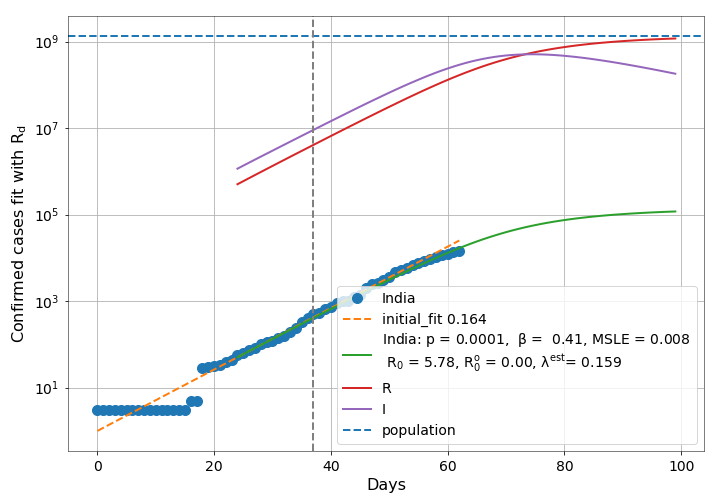 Confirmed cases fit with R_d
10^9
10^7
10^5
10^3
10^1
India
initial_fit 0.164
India: p = 0.0001,  β =  0.41, MSLE = 0.008
R_0 = 5.78, R_0^o = 0.00, λ^est= 0.159
R
I
population
0 20 40 60 80 100
Days